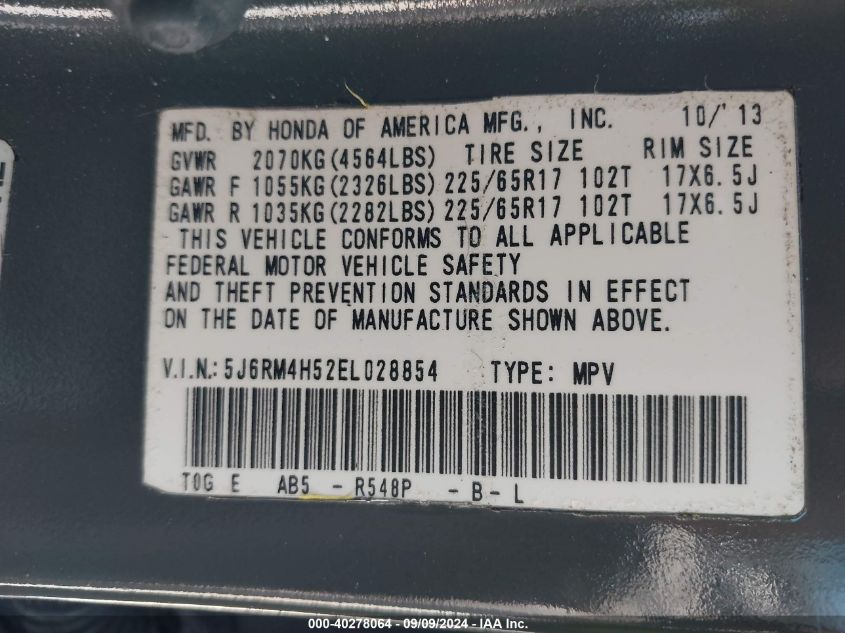 MFD. BY HONDA OF AMERICA MFG., INC. 10/'13
GVWR 2070KG(4564LBS) TIRE SIZE RIM SIZE
GAWR F 1055KG(2326LBS) 225/65R17 102T 17X6.5J
GAWR R 1035KG(2282LBS) 225/65R17 102T 17X6.5J
THIS VEHICLE CONFORMS TO ALL APPLICABLE
FEDERAL MOTOR VEHICLE SAFETY
AND THEFT PREVENTION STANDARDS IN EFFECT
ON THE DATE OF MANUFACTURE SHOWN ABOVE.
V.I.N.: 5J6RM4H52EL028854 TYPE: MPV
TOG E AB5 - R548P - B - L
000-40278064 - 09/09/2024 - © IAA Inc.